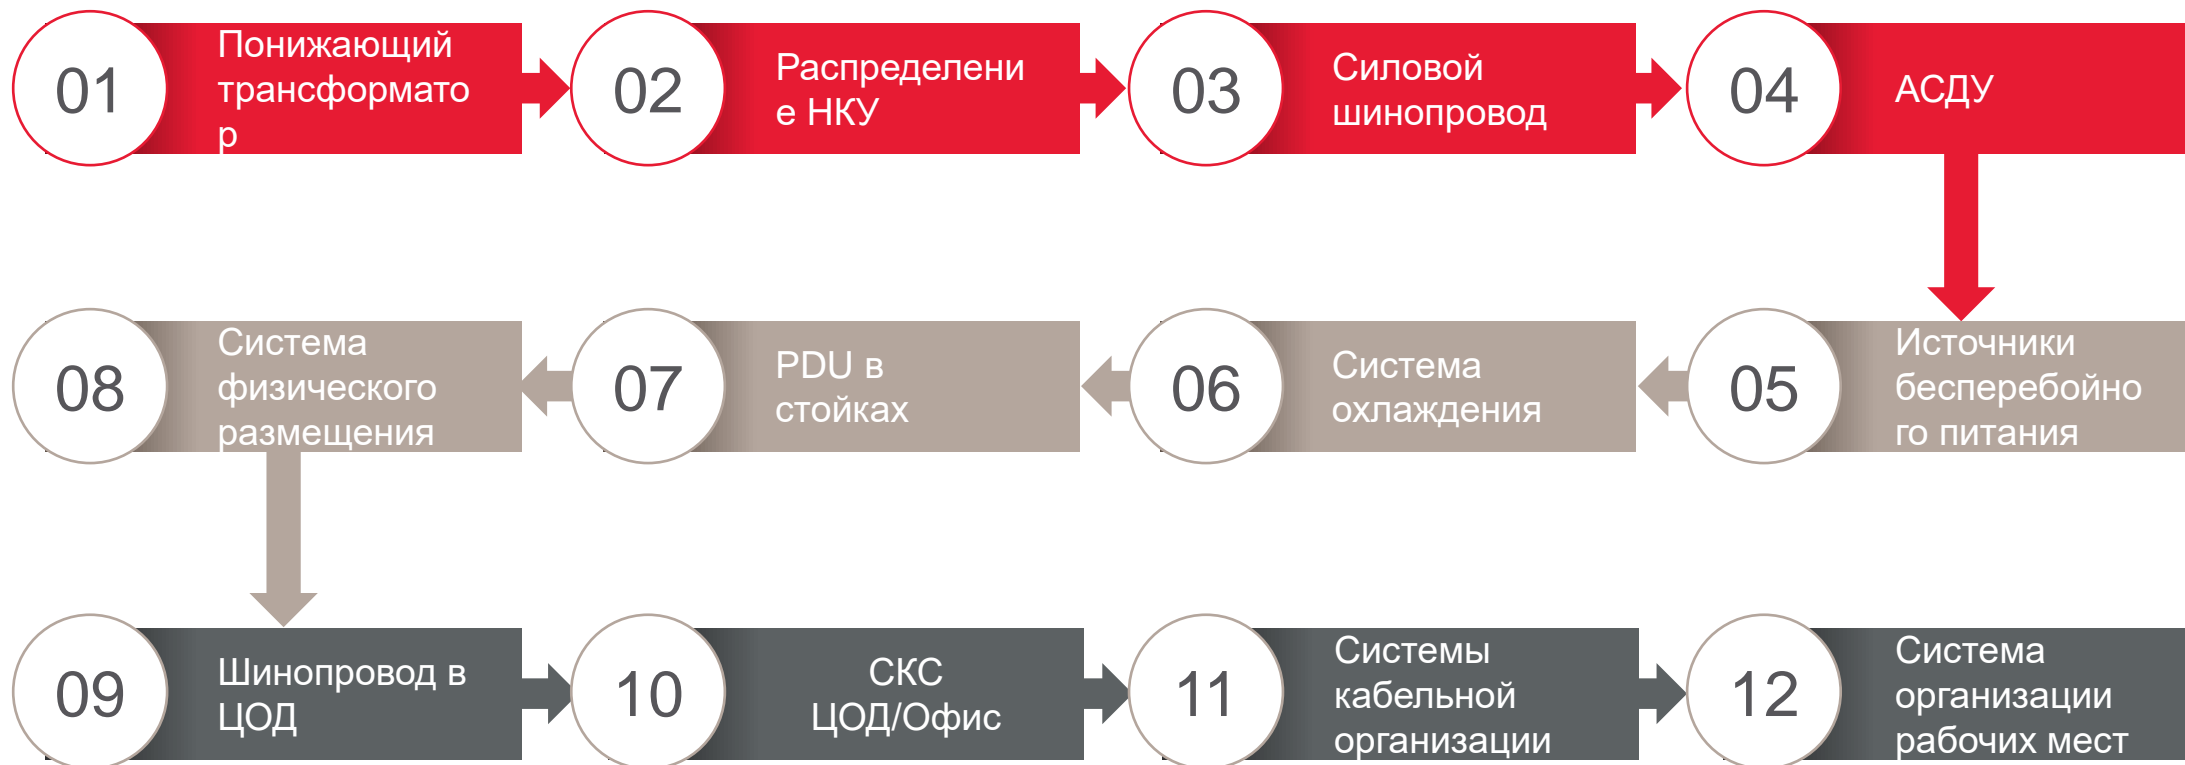 01
Понижающий
трансформато
р
02
Распределени
е НКУ
03
Силовой
шинопровод
04
АСДУ
08
Система
физического
размещения
07
PDU в
стойках
06
Система
охлаждения
05
Источники
бесперебойно
го питания
09
Шинопровод в
ЦОД
10
СКС
ЦОД/Офис
11
Системы
кабельной
организации
12
Система
организации
рабочих мест